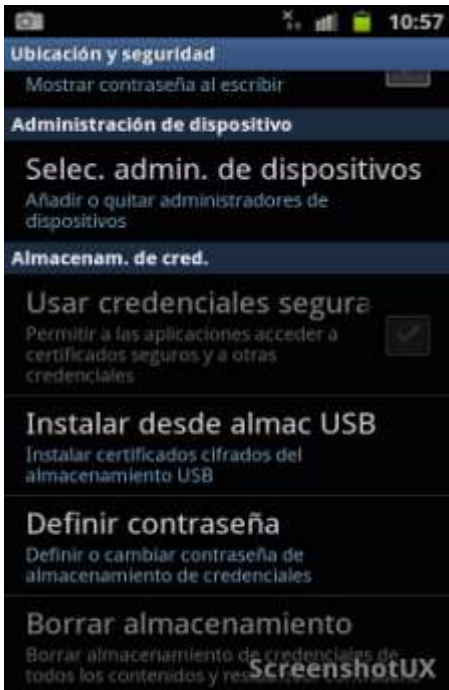 10:57
Ubicación y seguridad
Mostrar contraseña al escribir
Administración de dispositivo
Selec. admin. de dispositivos
Añadir o quitar administradores de
dispositivos
Almacenam. de cred.
Usar credenciales segura
Permitir a las aplicaciones acceder a
certificados seguros y a otras
credenciales
Instalar desde almac USB
Instalar certificados cifrados del
almacenamiento USB
Definir contraseña
Definir o cambiar contraseña de
almacenamiento de credenciales
Borrar almacenamiento
Borrar almacenamiento de credenciales de
todos los contenidos y
ScreenshotUX